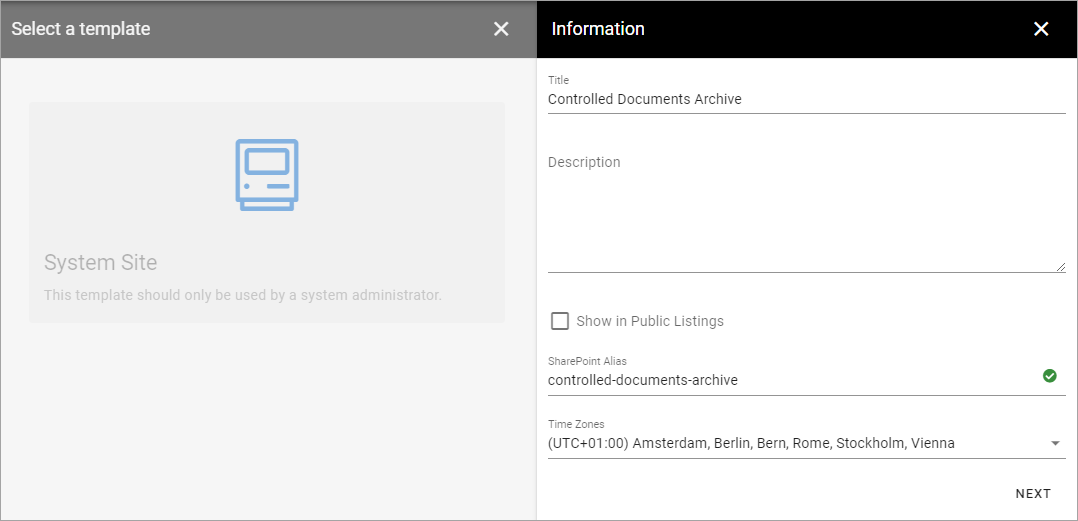 Select a template
System Site
This template should only be used by a system administrator.
Information
Title
Controlled Documents Archive
Description
Show in Public Listings
SharePoint Alias
controlled-documents-archive
Time Zones
(UTC+01:00) Amsterdam, Berlin, Bern, Rome, Stockholm, Vienna
NEXT